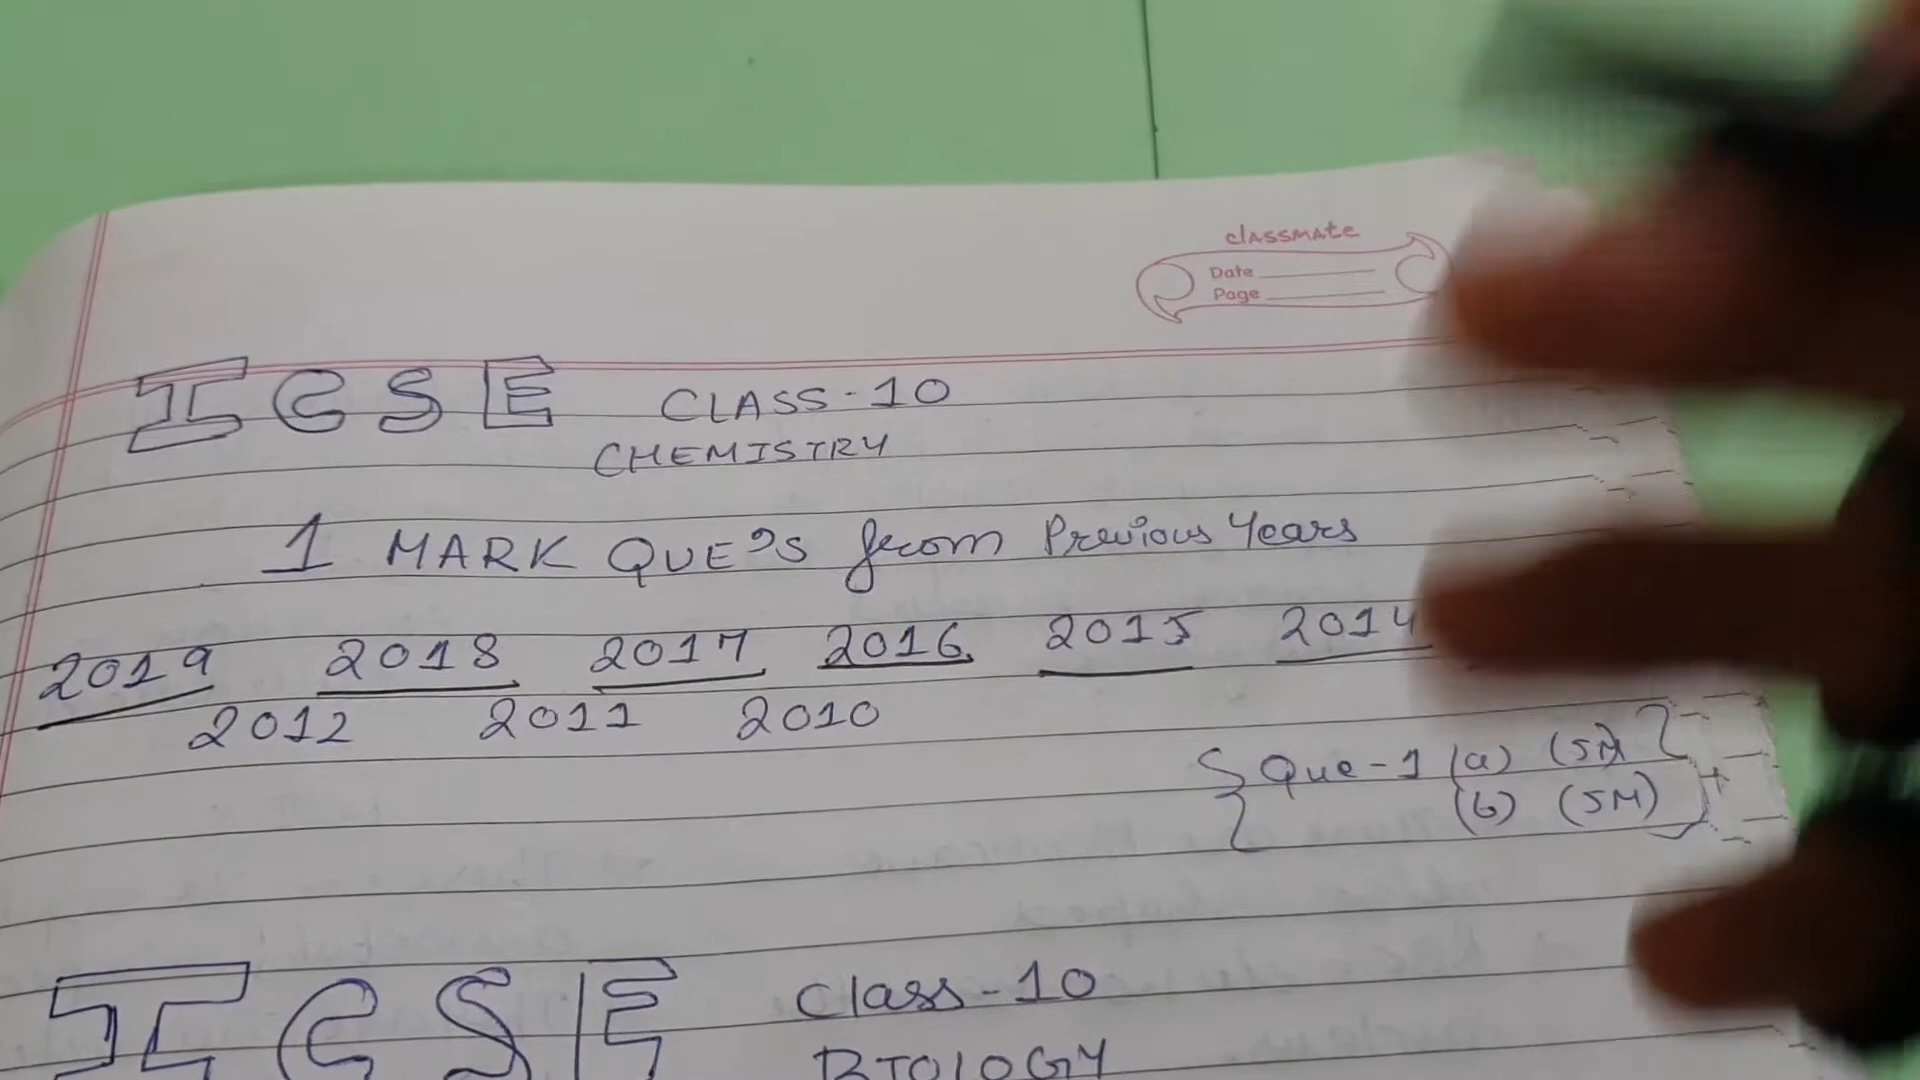 classmate
Date
Page
ICSE CLASS-10
CHEMISTRY
1 MARK QUE's from Previous Years
2019 2018 2017 2016 2015 2014
2012 2011 2010
{ Que-1 (a) (5M) }
(b) (5M)
ICSE Class-10
BIOLOGY